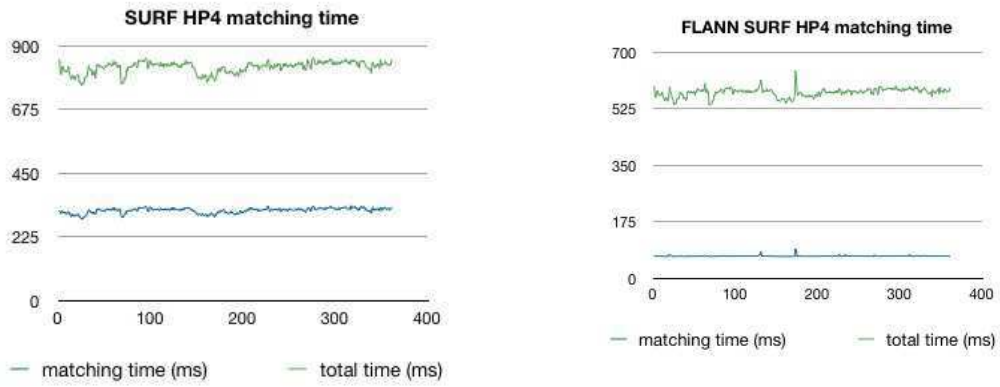 SURF HP4 matching time
900
675
450
225
0
0 100 200 300 400
matching time (ms) total time (ms)
FLANN SURF HP4 matching time
700
525
350
175
0
0 100 200 300 400
matching time (ms) total time (ms)